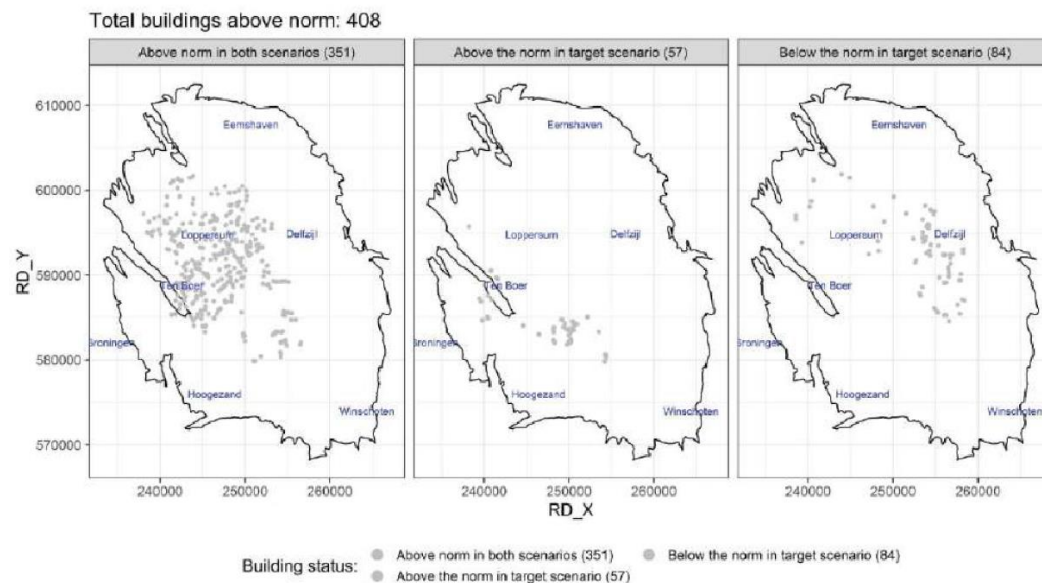 Total buildings above norm: 408
Above norm in both scenarios (351)
Above the norm in target scenario (57)
Below the norm in target scenario (84)
610000
600000
590000
580000
570000
RD_Y
Eemshaven
Loppersum
Delfzijl
Ten Boer
Groningen
Hoogezand
Winschoten
Eemshaven
Loppersum
Delfzijl
Ten Boer
Groningen
Hoogezand
Winschoten
Eemshaven
Loppersum
Delfzijl
Ten Boer
Groningen
Hoogezand
Winschoten
240000 250000 260000
240000 250000 260000
240000 250000 260000
RD_X
Building status:
Above norm in both scenarios (351)
Below the norm in target scenario (84)
Above the norm in target scenario (57)